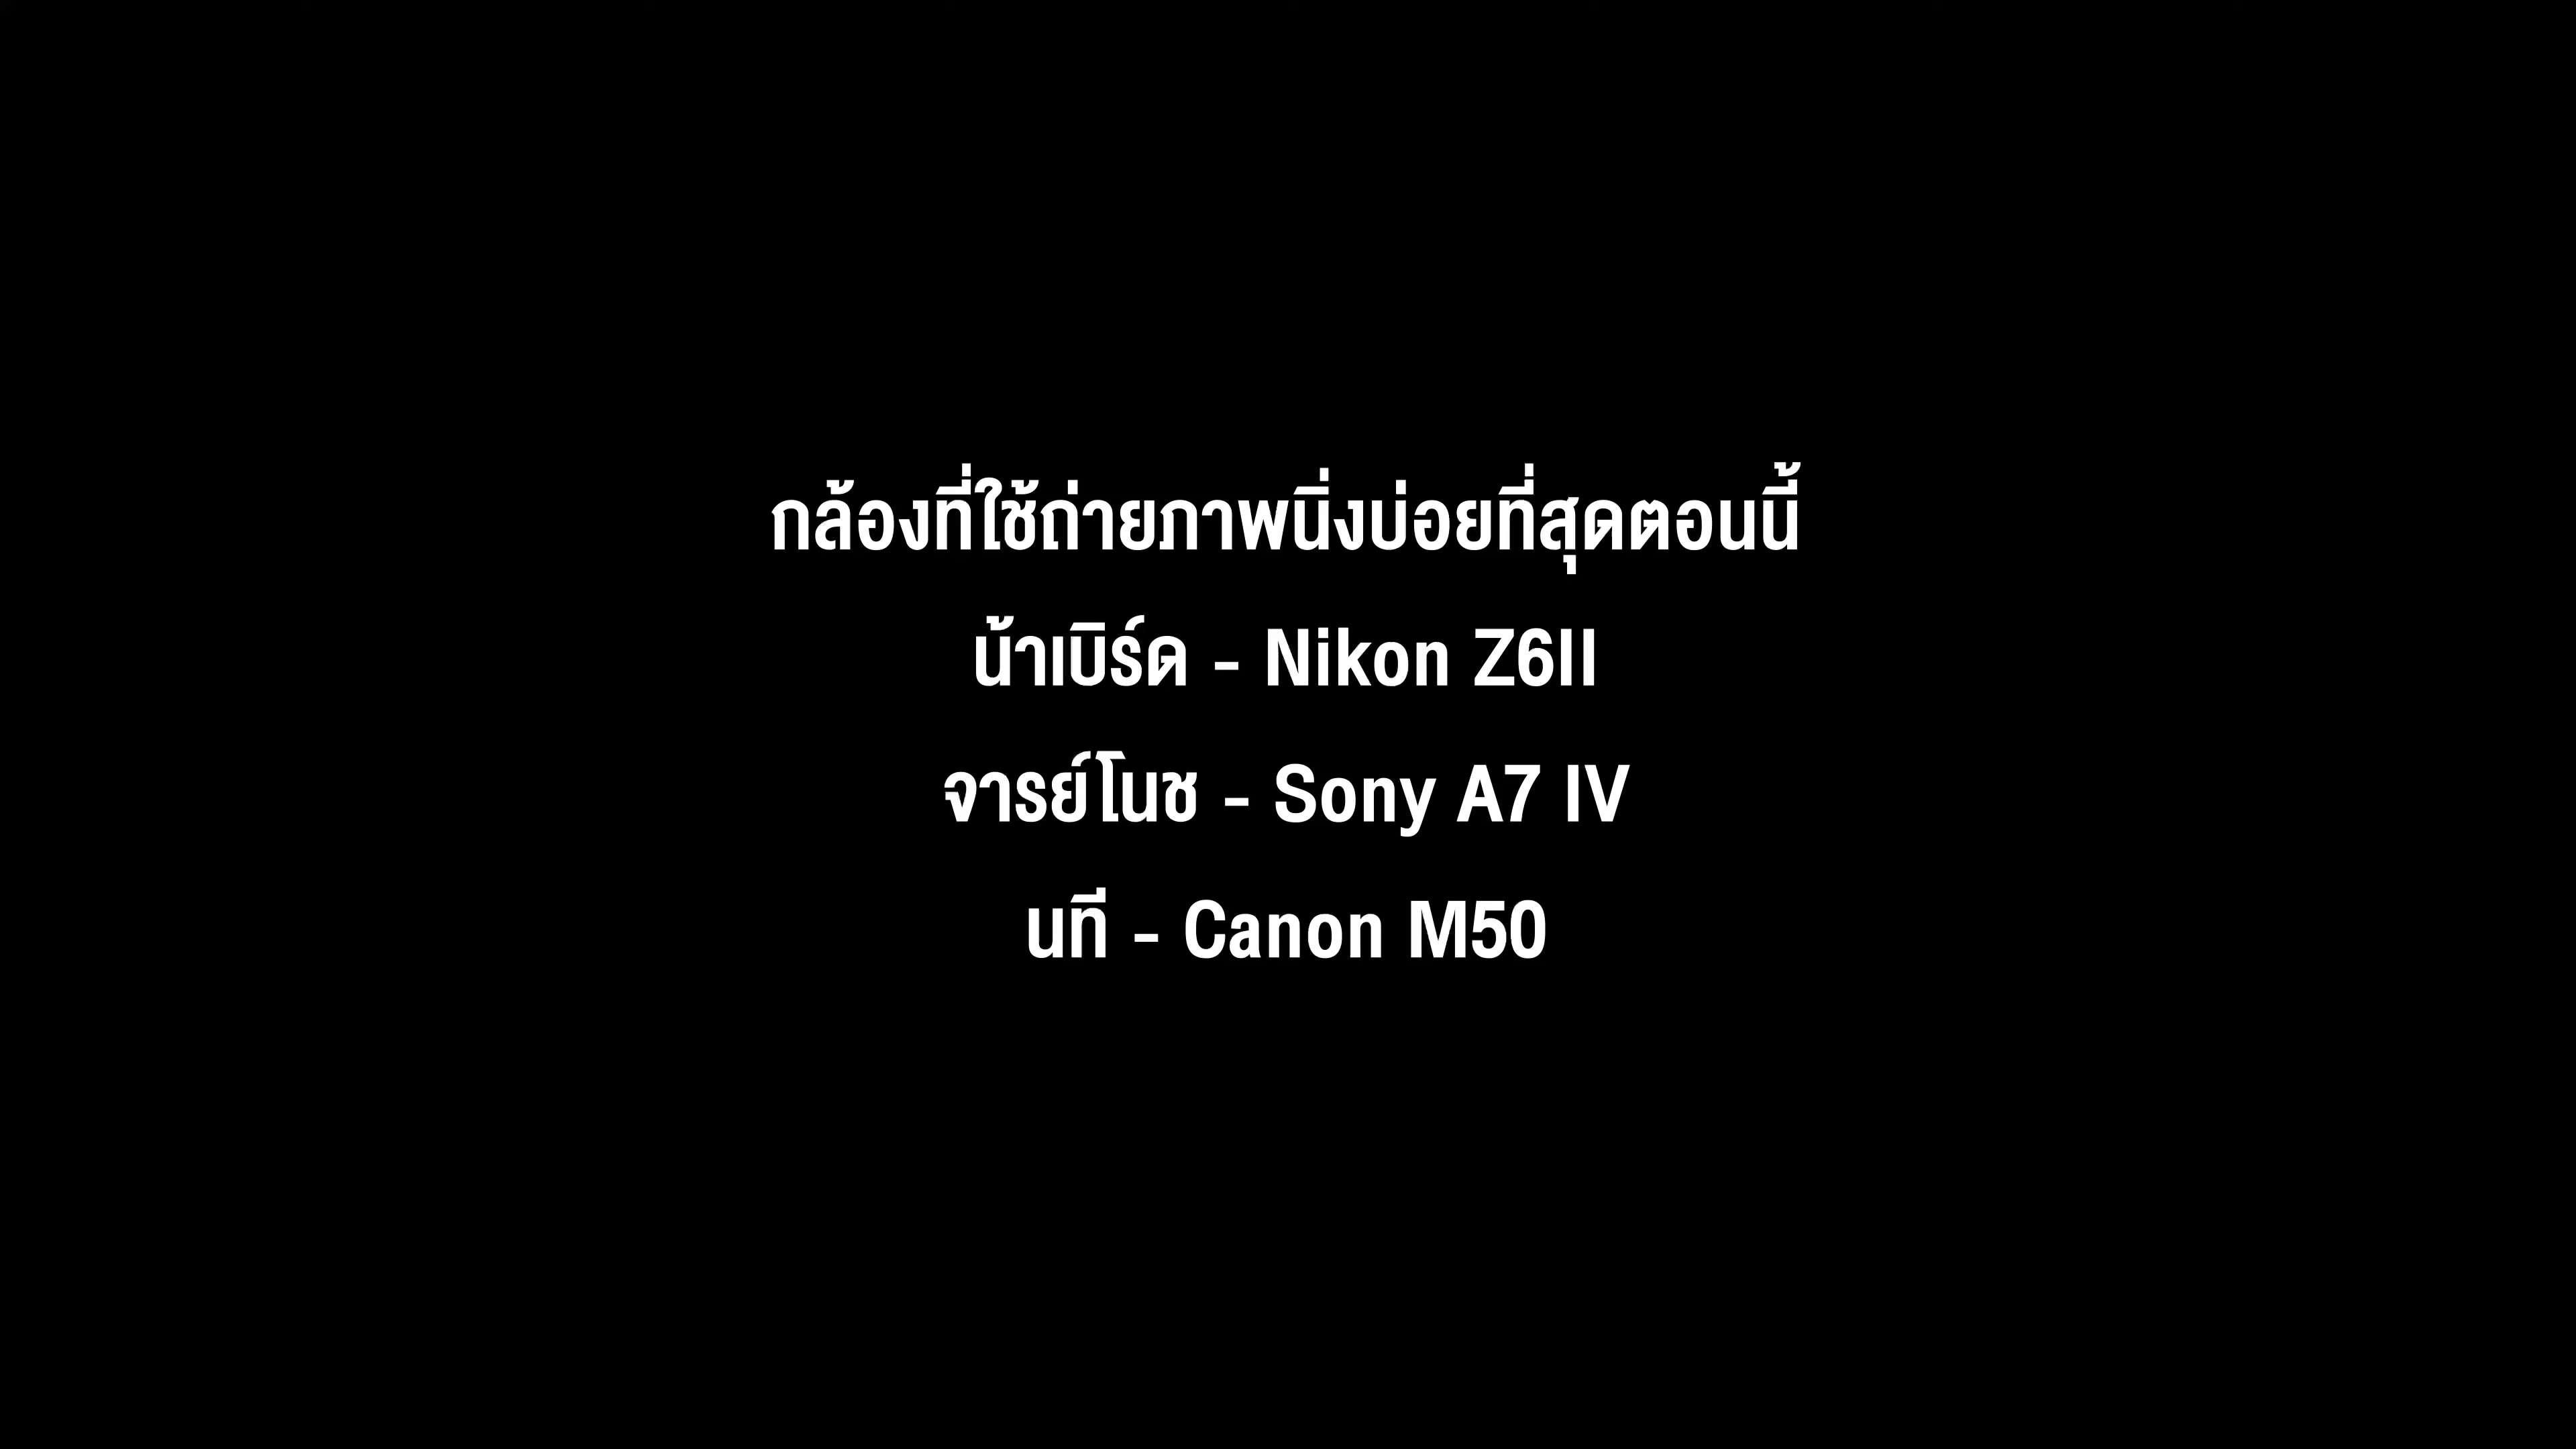 กล้องที่ใช้ถ่ายภาพนิ่งบ่อยที่สุดตอนนี้
น้าเบิร์ด - Nikon Z6II
จารย์โนช - Sony A7 IV
นที - Canon M50